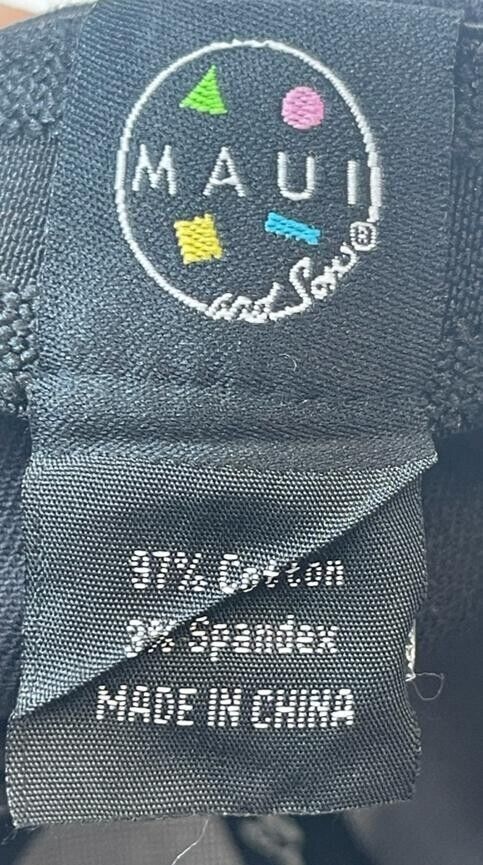 MAUI
and Sons®
97% Cotton
3% Spandex
MADE IN CHINA